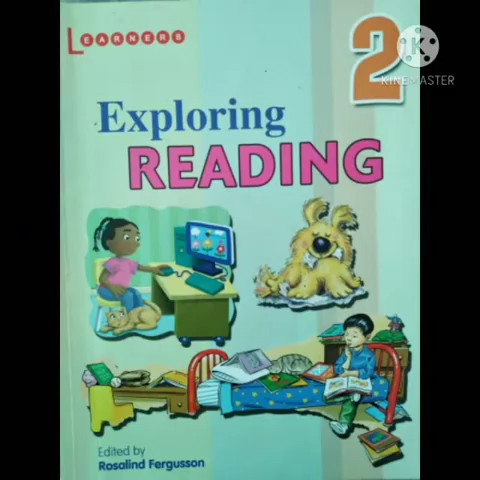 LEARNERS
2
KINEMASTER
Exploring
READING
Edited by
Rosalind Fergusson